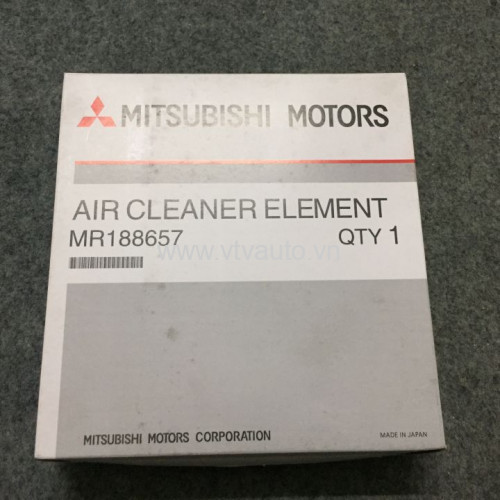 MITSUBISHI MOTORS
AIR CLEANER ELEMENT
MR188657 QTY 1
www.vtvauto.vn
MITSUBISHI MOTORS CORPORATION MADE IN JAPAN